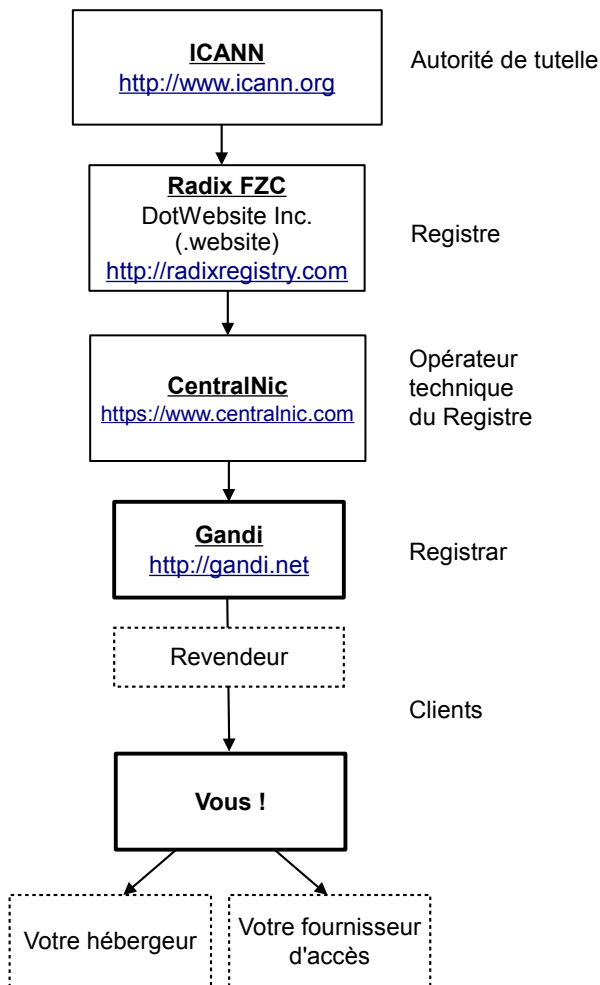 ICANN
http://www.icann.org
Autorité de tutelle
Radix FZC
DotWebsite Inc.
(.website)
http://radixregistry.com
Registre
CentralNic
https://www.centralnic.com
Opérateur
technique
du Registre
Gandi
http://gandi.net
Registrar
Revendeur
Clients
Vous !
Votre hébergeur
Votre fournisseur
d'accès